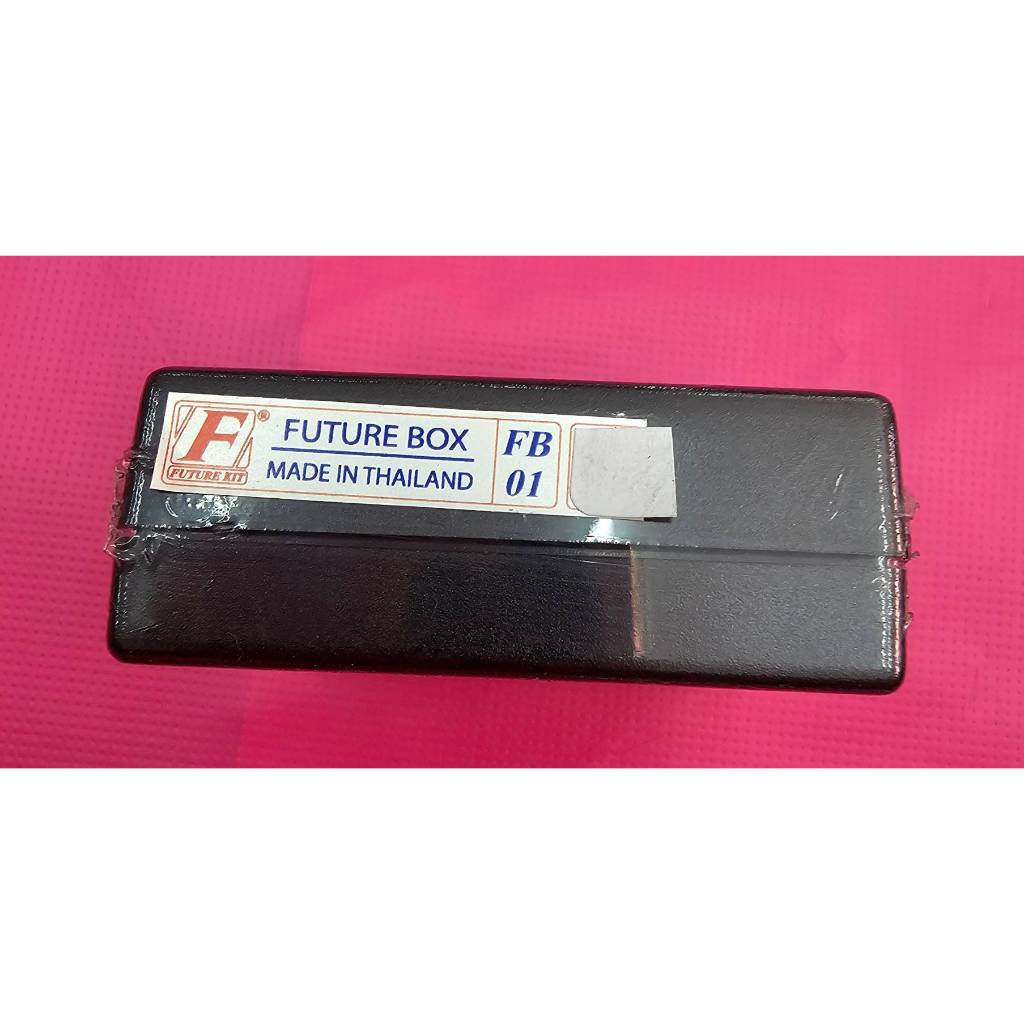 F®
FUTURE KIT
FUTURE BOX
MADE IN THAILAND
FB
01